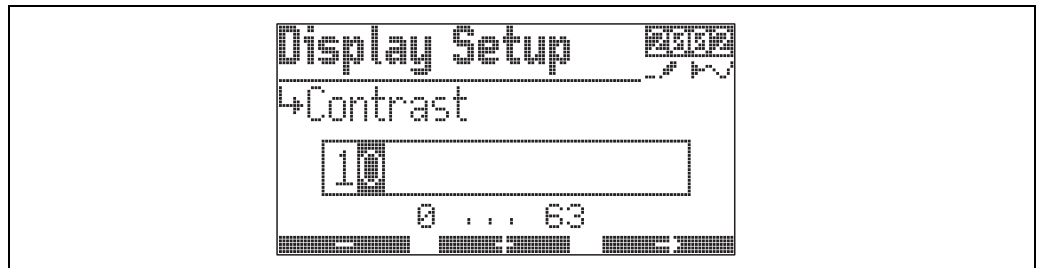 Display Setup
↳Contrast
10
0 ... 63
- + →